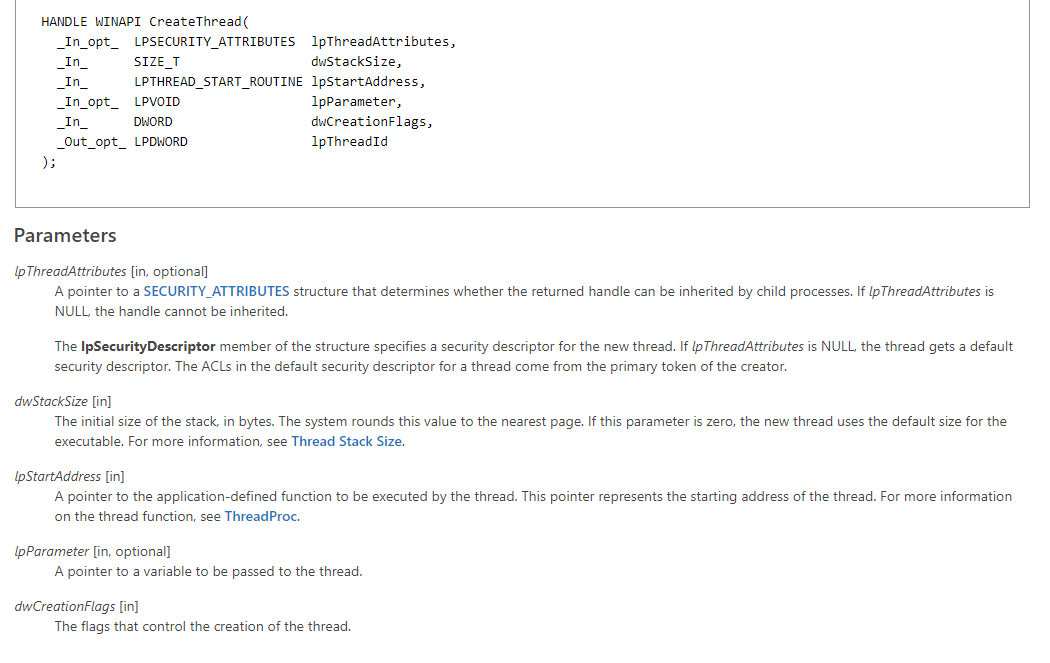 HANDLE WINAPI CreateThread(
  _In_opt_  LPSECURITY_ATTRIBUTES  lpThreadAttributes,
  _In_      SIZE_T                 dwStackSize,
  _In_      LPTHREAD_START_ROUTINE lpStartAddress,
  _In_opt_  LPVOID                 lpParameter,
  _In_      DWORD                  dwCreationFlags,
  _Out_opt_ LPDWORD                lpThreadId
);
Parameters
lpThreadAttributes [in, optional]
A pointer to a SECURITY_ATTRIBUTES structure that determines whether the returned handle can be inherited by child processes. If lpThreadAttributes is
NULL, the handle cannot be inherited.
The lpSecurityDescriptor member of the structure specifies a security descriptor for the new thread. If lpThreadAttributes is NULL, the thread gets a default
security descriptor. The ACLs in the default security descriptor for a thread come from the primary token of the creator.
dwStackSize [in]
The initial size of the stack, in bytes. The system rounds this value to the nearest page. If this parameter is zero, the new thread uses the default size for the
executable. For more information, see Thread Stack Size.
lpStartAddress [in]
A pointer to the application-defined function to be executed by the thread. This pointer represents the starting address of the thread. For more information
on the thread function, see ThreadProc.
lpParameter [in, optional]
A pointer to a variable to be passed to the thread.
dwCreationFlags [in]
The flags that control the creation of the thread.